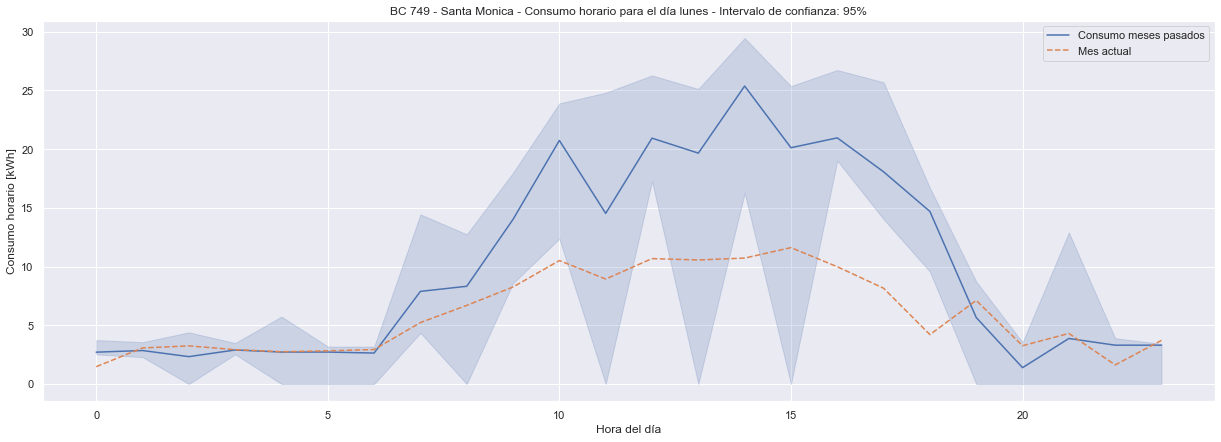 BC 749 - Santa Monica - Consumo horario para el día lunes - Intervalo de confianza: 95%
Consumo meses pasados
Mes actual
Consumo horario [kWh]
30
25
20
15
10
5
0
0
5
10
15
20
Hora del día